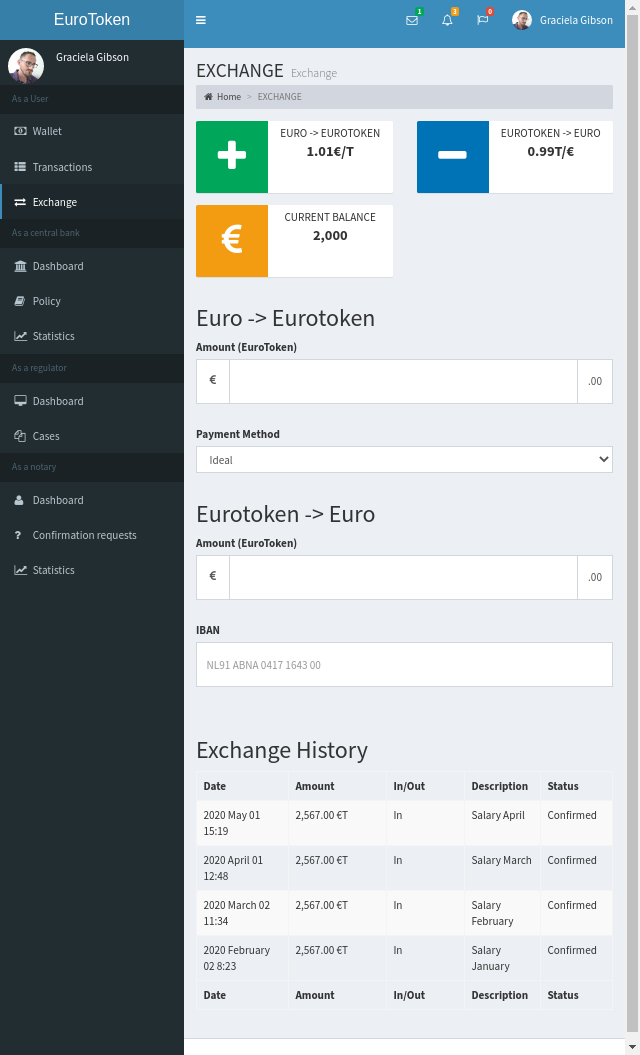 EuroToken
1
3
6
Graciela Gibson
Graciela Gibson
As a User
Wallet
Transactions
Exchange
As a central bank
Dashboard
Policy
Statistics
As a regulator
Dashboard
Cases
As a notary
Dashboard
? Confirmation requests
Statistics
EXCHANGE Exchange
Home > EXCHANGE
EURO -> EUROTOKEN
1.01€/T
EUROTOKEN -> EURO
0.99T/€
€
CURRENT BALANCE
2,000
Euro -> Eurotoken
Amount (EuroToken)
€ .00
Payment Method
Ideal
Eurotoken -> Euro
Amount (EuroToken)
€ .00
IBAN
NL91 ABNA 0417 1643 00
Exchange History
Date Amount In/Out Description Status
2020 May 01 15:19 2,567.00 €T In Salary April Confirmed
2020 April 01 12:48 2,567.00 €T In Salary March Confirmed
2020 March 02 11:34 2,567.00 €T In Salary February Confirmed
2020 February 02 8:23 2,567.00 €T In Salary January Confirmed
Date Amount In/Out Description Status